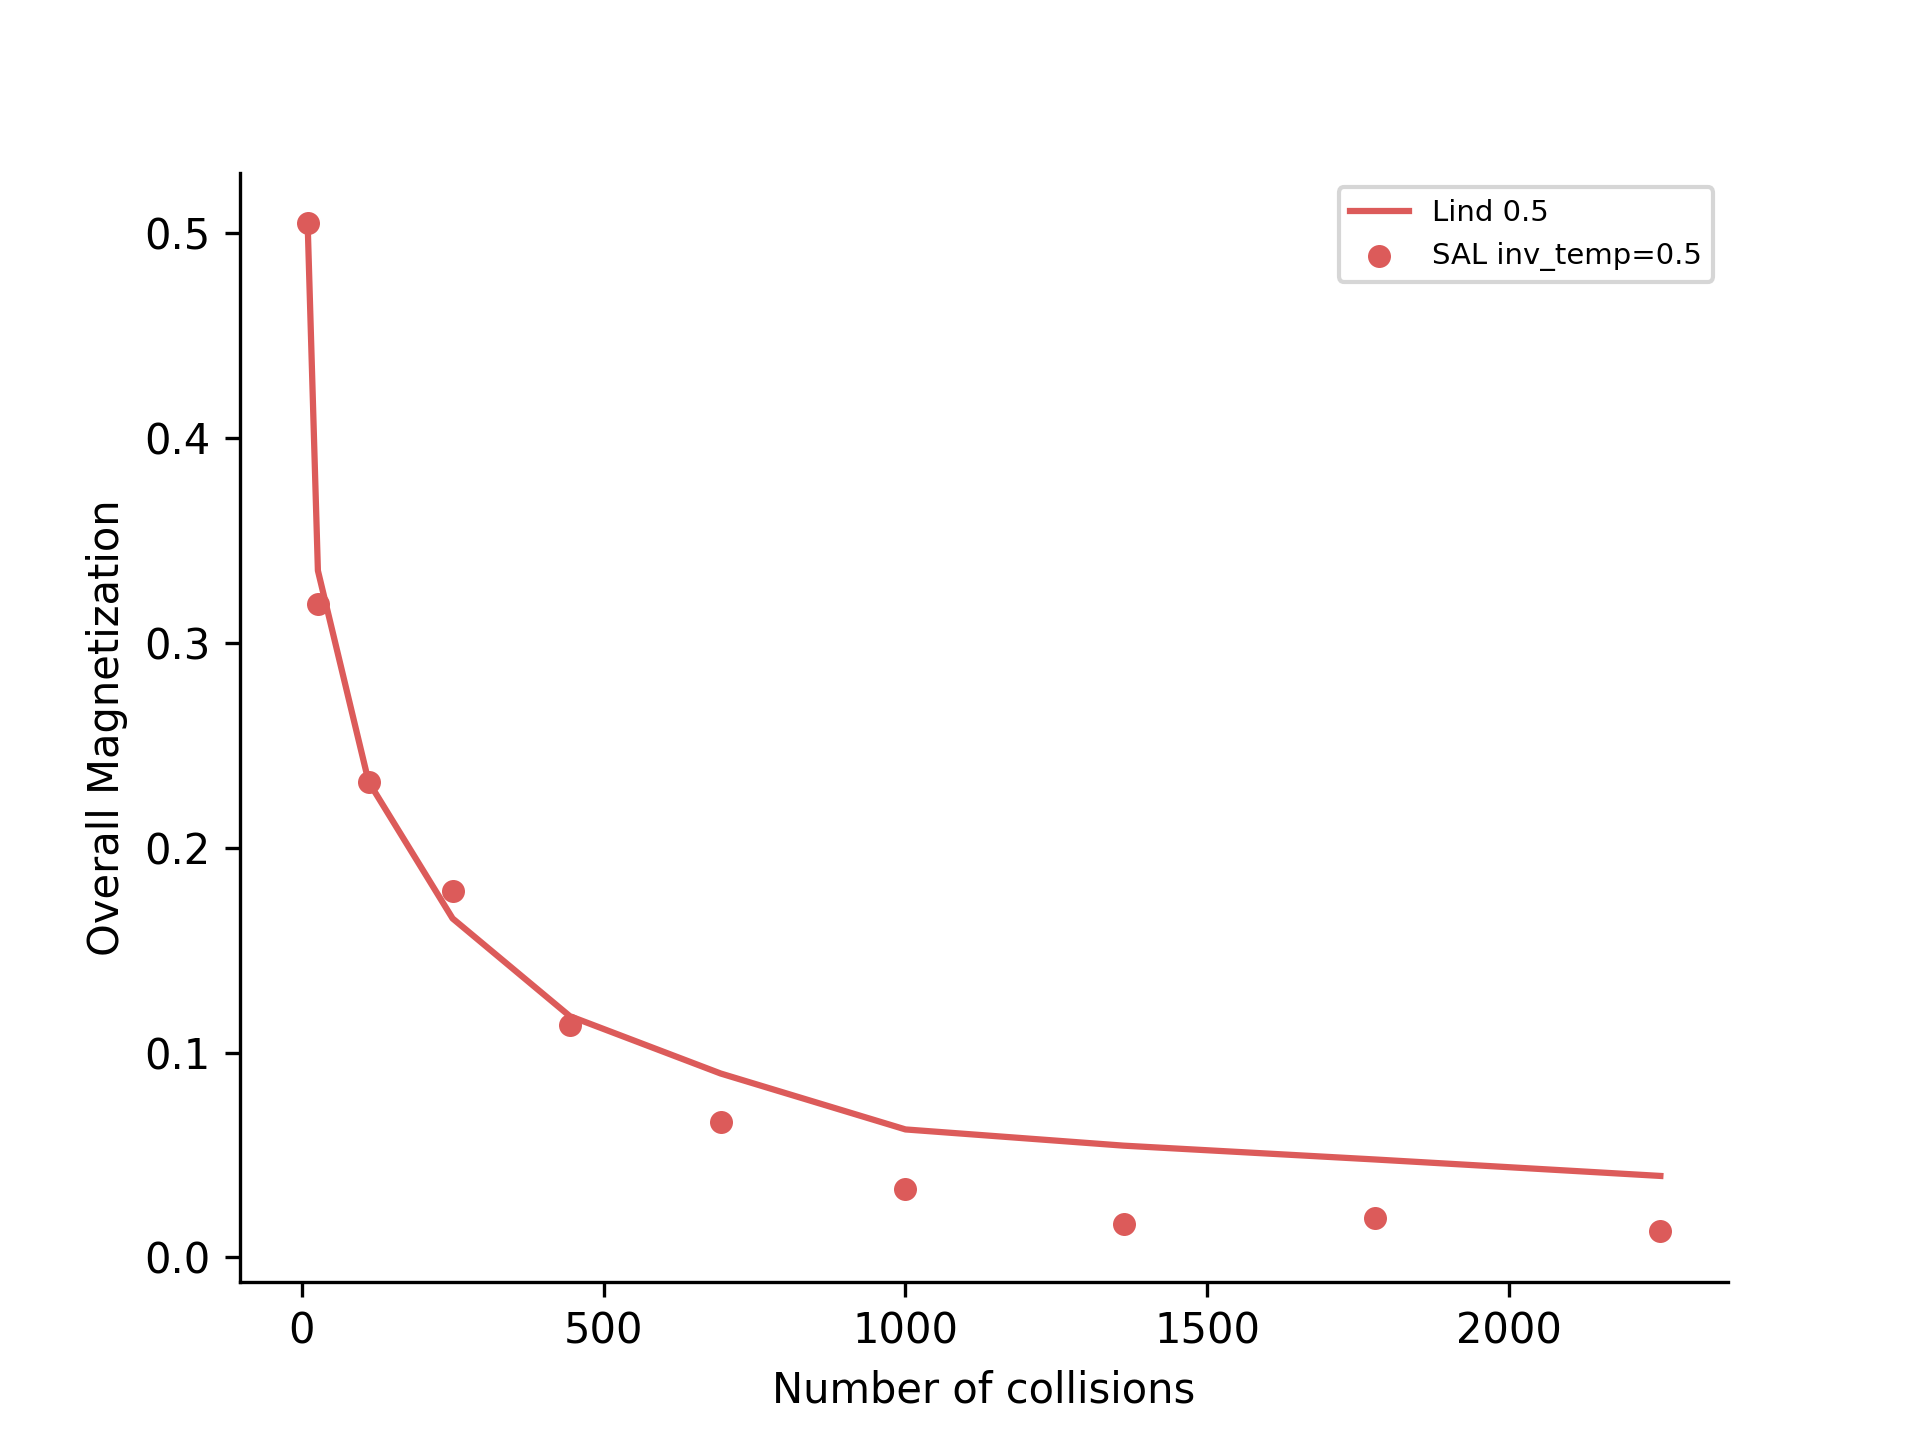 Lind 0.5
SAL inv_temp=0.5
0.5
0.4
0.3
0.2
0.1
0.0
Overall Magnetization
0 500 1000 1500 2000
Number of collisions